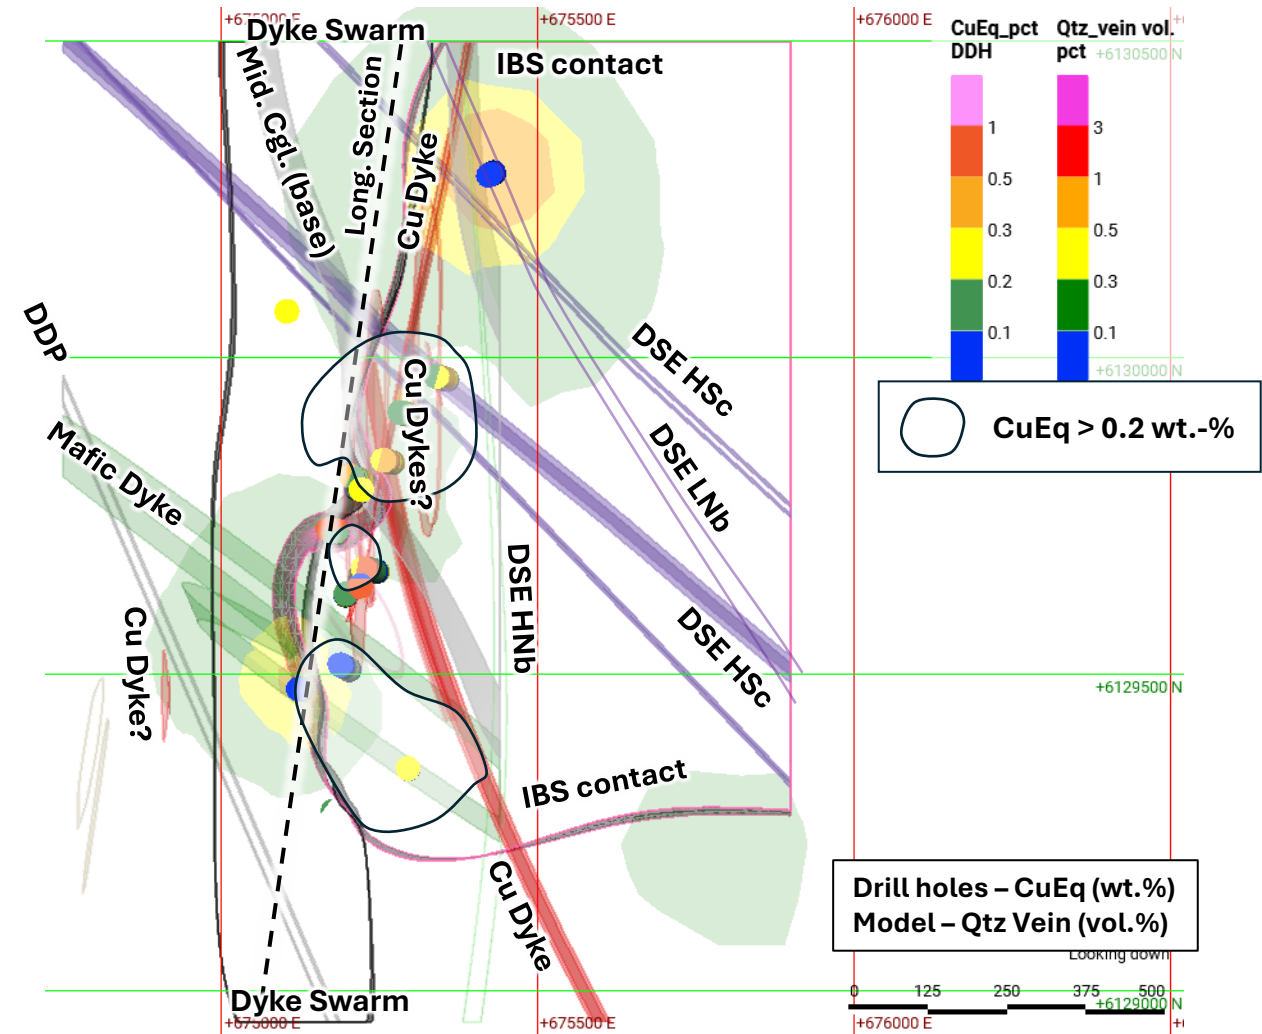 +675000 E
+675500 E
+676000 E
Dyke Swarm
IBS contact
CuEq_pct
DDH
Qtz_vein vol.
pct
+6130500 N
1
0.5
0.3
0.2
0.1
3
1
0.5
0.3
0.1
Mid. Cgl. (base)
Long. Section
Cu Dyke
DDP
DSE HSc
+6130000 N
CuEq > 0.2 wt.-%
Cu Dykes?
Mafic Dyke
DSE LNb
DSE HNb
Cu Dyke?
DSE HSc
+6129500 N
IBS contact
Cu Dyke
Drill holes – CuEq (wt.%)
Model – Qtz Vein (vol.%)
Looking down
0
125
250
375
500
+6129000 N
Dyke Swarm
+675000 E
+675500 E
+676000 E